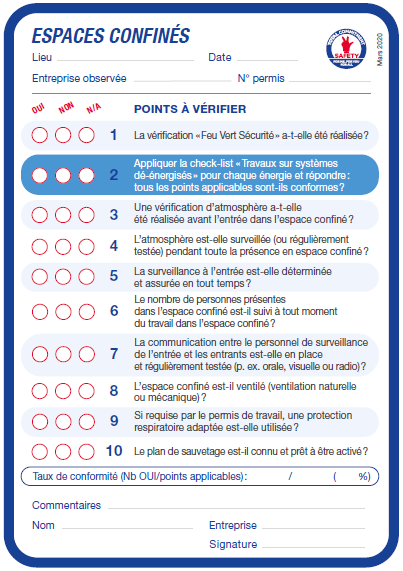 ESPACES CONFINÉS
TOTAL COMMITMENT
SAFETY
FOR ME, FOR YOU,
FOR ALL
Mars 2020
Lieu Date
Entreprise observée N° permis
OUI NON N/A POINTS À VÉRIFIER
1 La vérification « Feu Vert Sécurité » a-t-elle été réalisée ?
2 Appliquer la check-list « Travaux sur systèmes
dé-énergisés » pour chaque énergie et répondre :
tous les points applicables sont-ils conformes ?
3 Une vérification d'atmosphère a-t-elle
été réalisée avant l'entrée dans l'espace confiné ?
4 L'atmosphère est-elle surveillée (ou régulièrement
testée) pendant toute la présence en espace confiné ?
5 La surveillance à l'entrée est-elle déterminée
et assurée en tout temps ?
6 Le nombre de personnes présentes
dans l'espace confiné est-il suivi à tout moment
du travail dans l'espace confiné ?
7 La communication entre le personnel de surveillance
de l'entrée et les entrants est-elle en place
et régulièrement testée (p. ex. orale, visuelle ou radio) ?
8 L'espace confiné est-il ventilé (ventilation naturelle
ou mécanique) ?
9 Si requise par le permis de travail, une protection
respiratoire adaptée est-elle utilisée ?
10 Le plan de sauvetage est-il connu et prêt à être activé ?
Taux de conformité (Nb OUI/points applicables) : / ( %)
Commentaires
Nom Entreprise
Signature